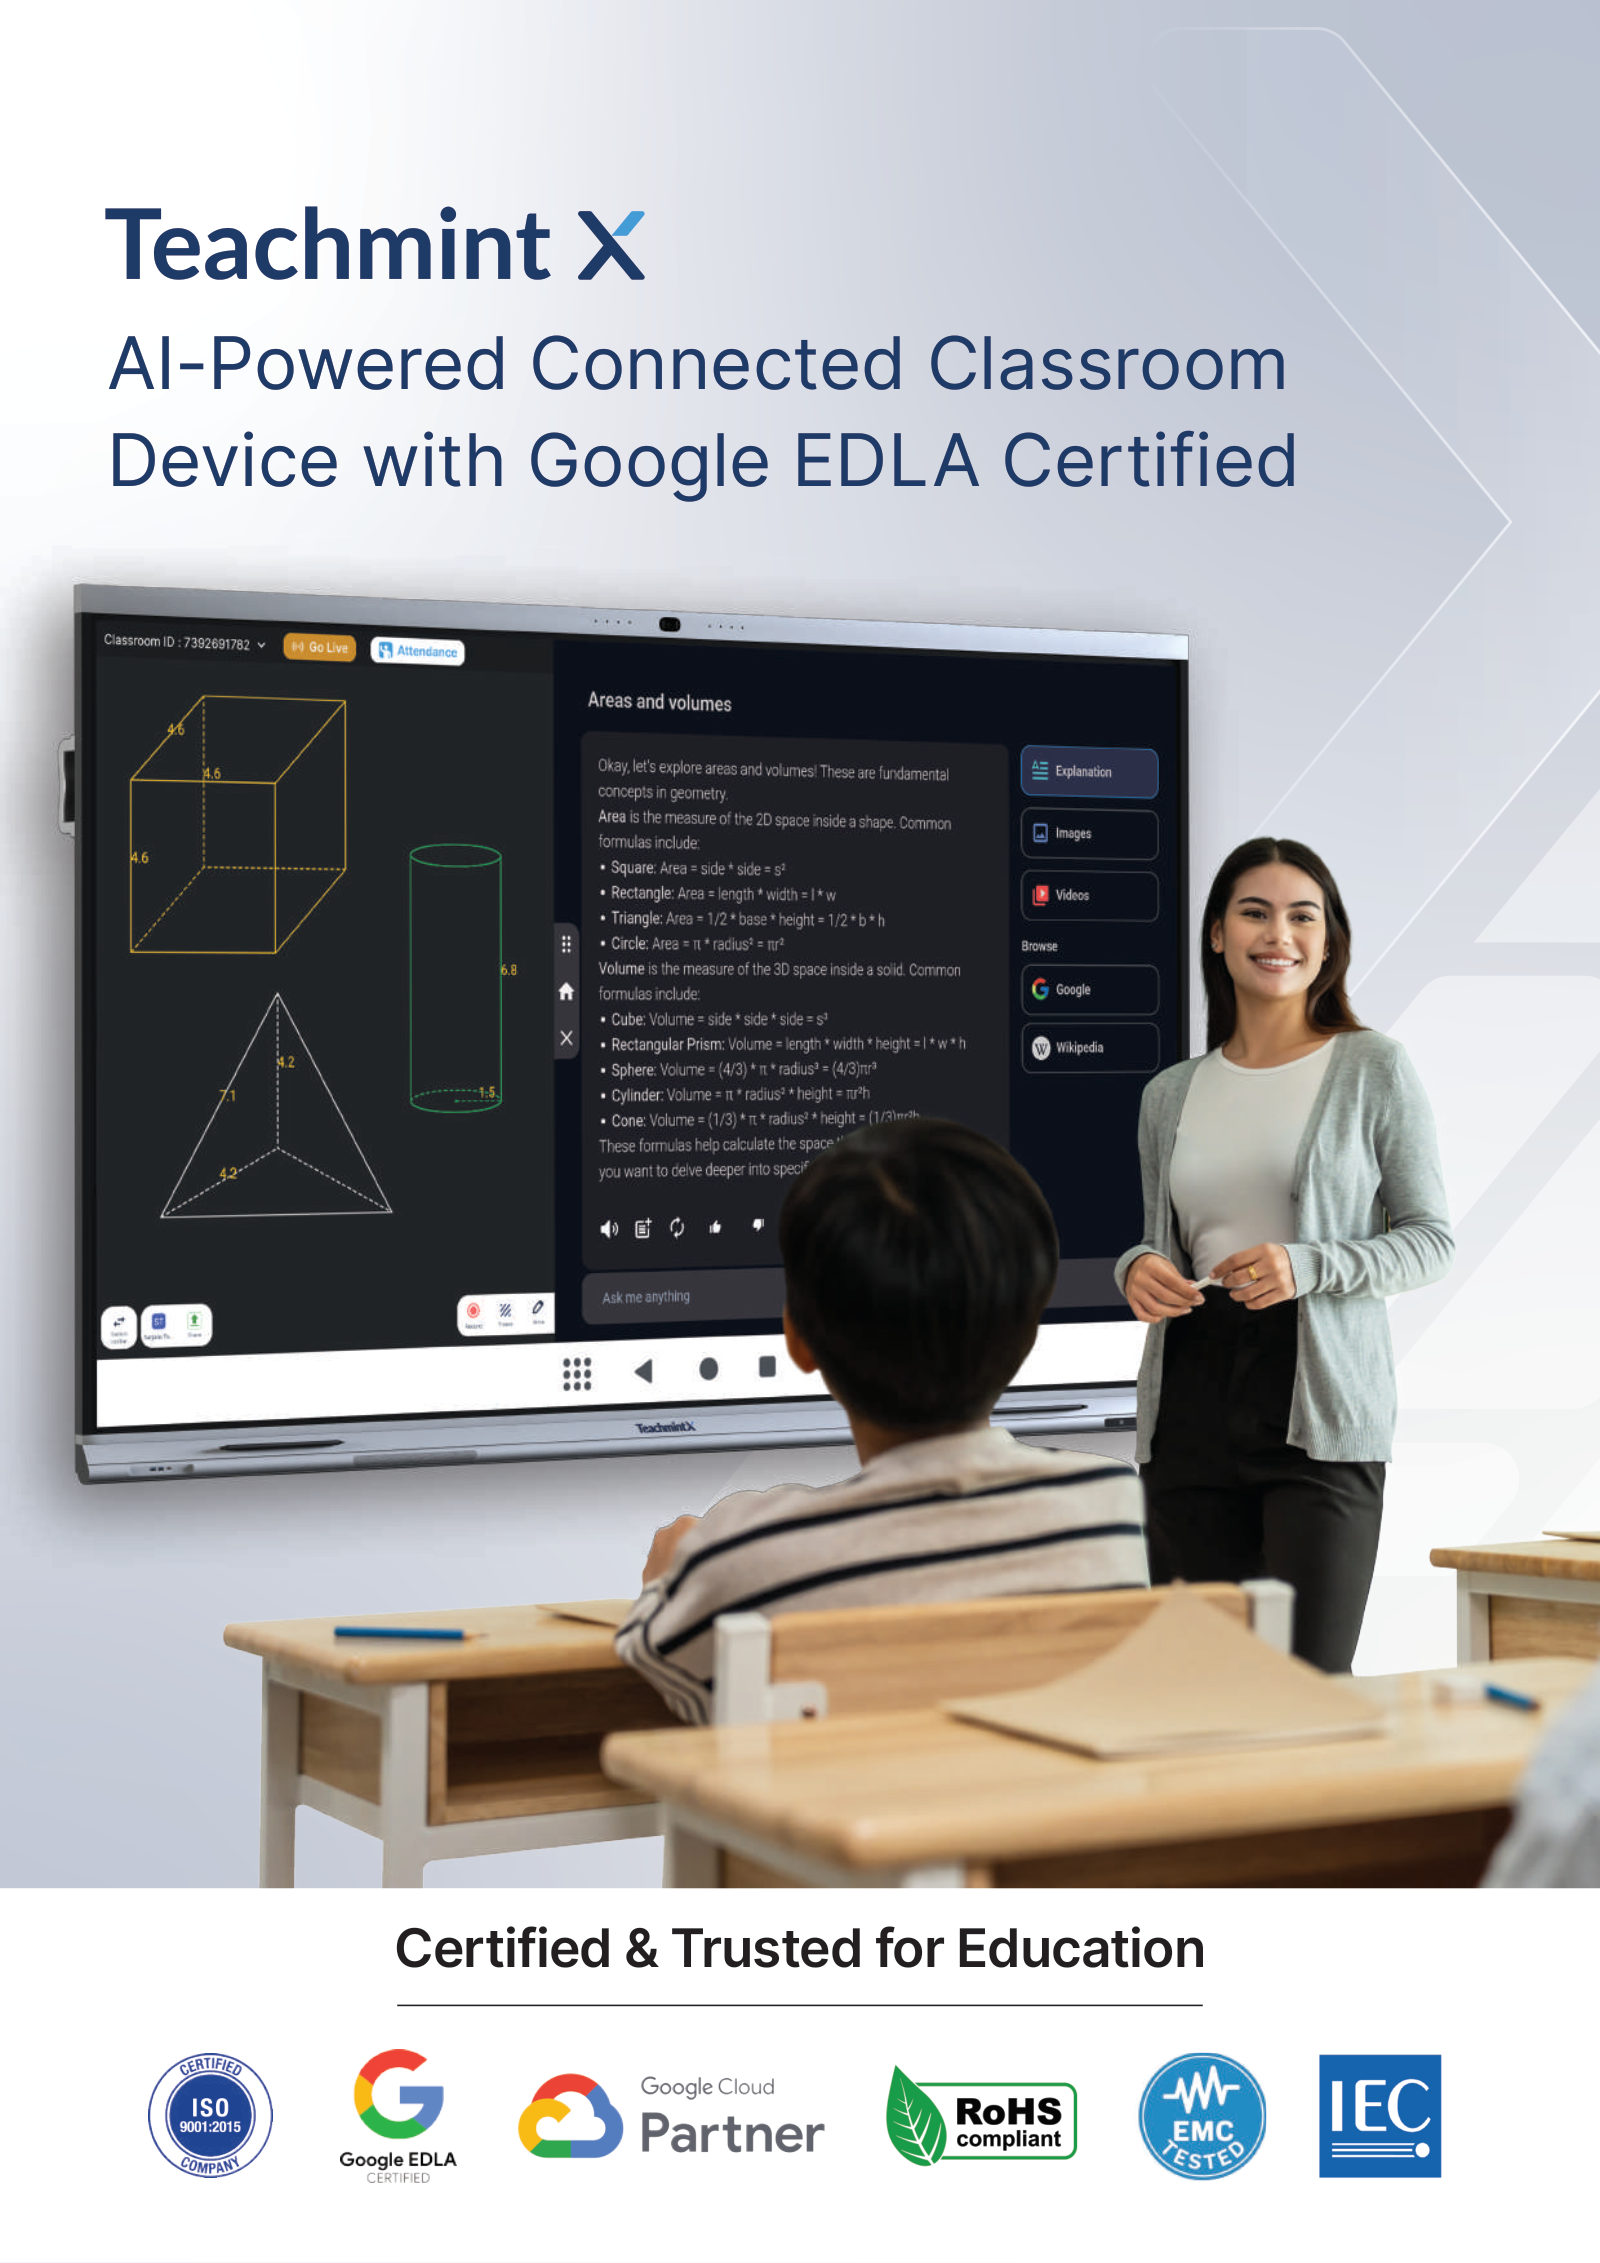 Teachmint X
AI-Powered Connected Classroom
Device with Google EDLA Certified
Classroom ID : 7392691782
Go Live
Attendance
4.6
4.6
4.6
6.8
1.5
4.2
7.1
4.2
Areas and volumes
Okay, let's explore areas and volumes! These are fundamental
concepts in geometry.
Area is the measure of the 2D space inside a shape. Common
formulas include:
• Square: Area = side * side = s²
• Rectangle: Area = length * width = l * w
• Triangle: Area = 1/2 * base * height = 1/2 * b * h
• Circle: Area = π * radius² = πr²
Volume is the measure of the 3D space inside a solid. Common
formulas include:
• Cube: Volume = side * side * side = s³
• Rectangular Prism: Volume = length * width * height = l * w * h
• Sphere: Volume = (4/3) * π * radius³ = (4/3)πr³
• Cylinder: Volume = π * radius² * height = πr²h
• Cone: Volume = (1/3) * π * radius² * height = (1/3)πr²h
These formulas help calculate the space
you want to delve deeper into
Ask me anything
Explanation
Images
Videos
Browse
Google
W Wikipedia
TeachmintX
Certified & Trusted for Education
CERTIFIED
ISO
9001:2015
COMPANY
Google EDLA
CERTIFIED
Google Cloud
Partner
RoHS
compliant
EMC
TESTED
IEC